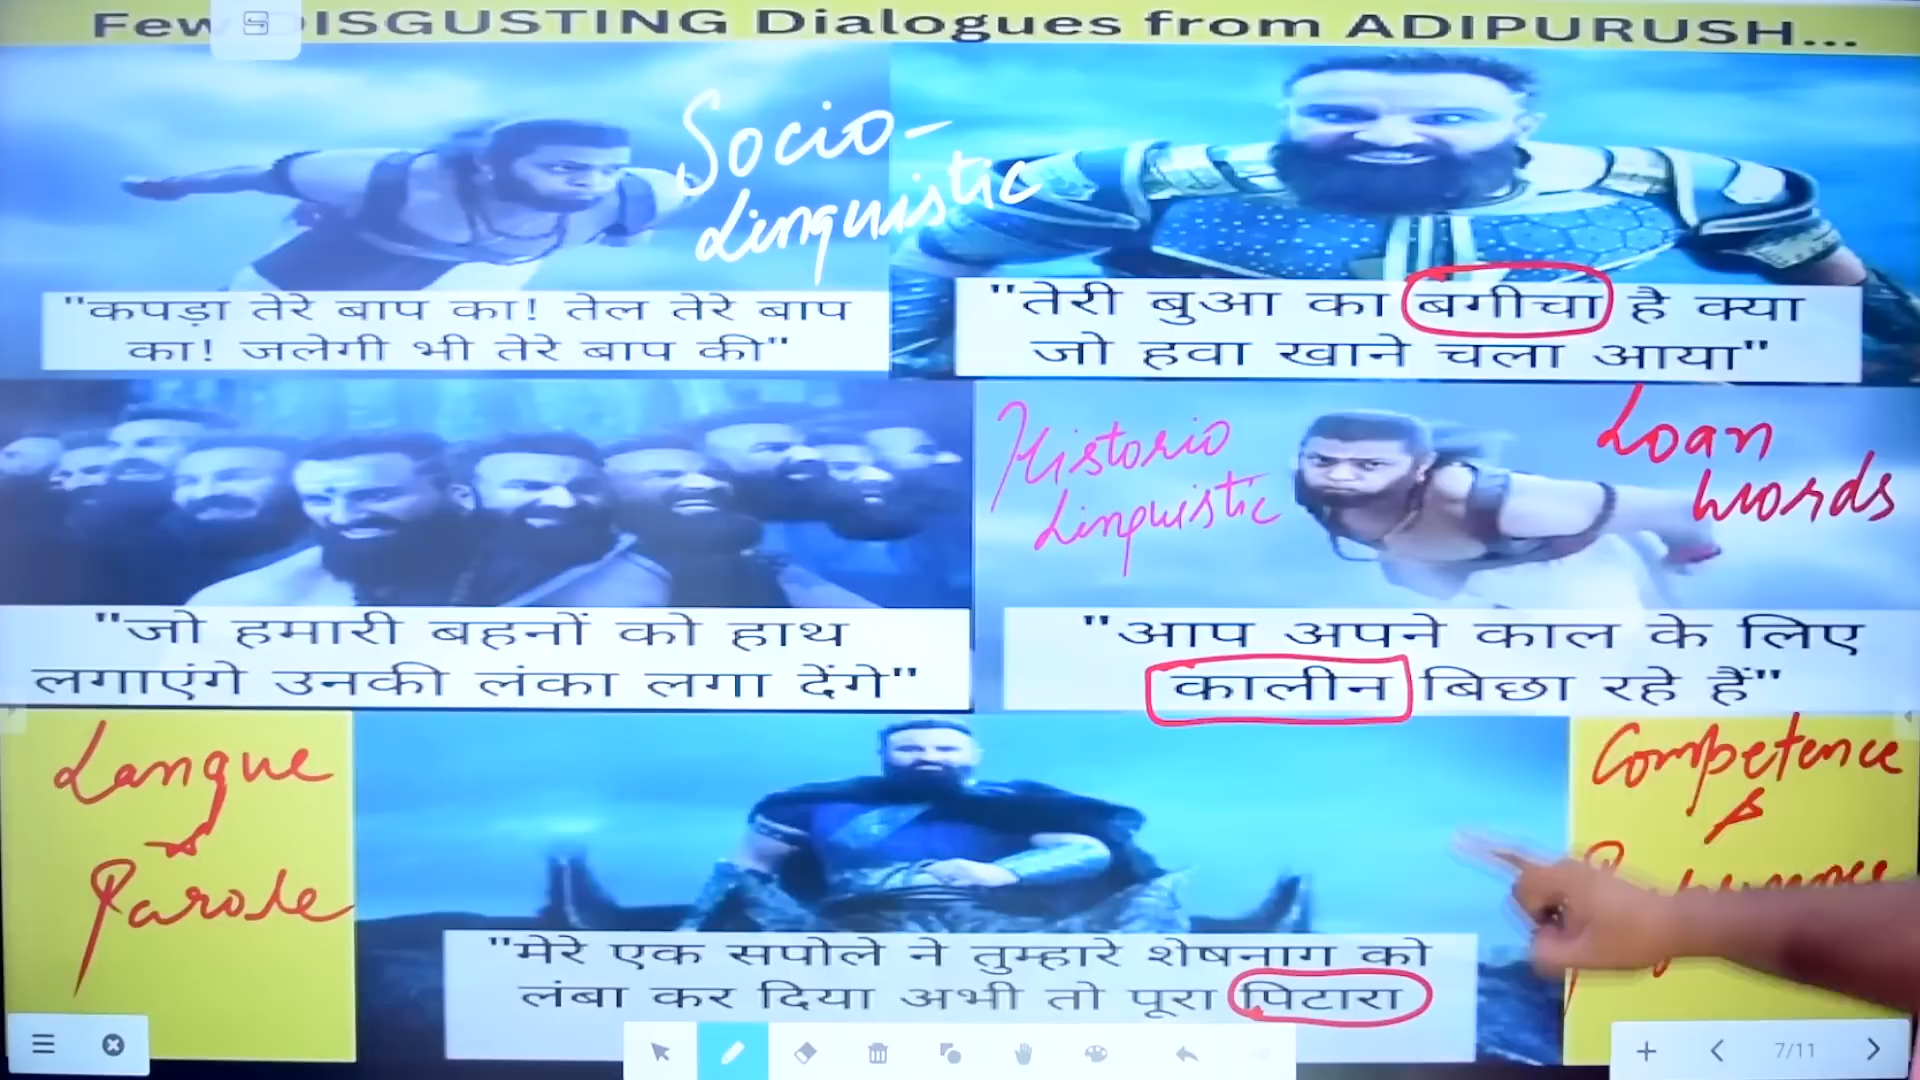 Few DISGUSTING Dialogues from ADIPURUSH...
Socio-
Linguistic
"कपड़ा तेरे बाप का! तेल तेरे बाप
का! जलेगी भी तेरे बाप की"
"तेरी बुआ का बगीचा है क्या
जो हवा खाने चला आया"
"जो हमारी बहनों को हाथ
लगाएंगे उनकी लंका लगा देंगे"
Historio
Linguistic
Loan
words
"आप अपने काल के लिए
कालीन बिछा रहे हैं"
Langue
Parole
"मेरे एक सपोले ने तुम्हारे शेषनाग को
लंबा कर दिया अभी तो पूरा पिटारा
Competence
&
7/11